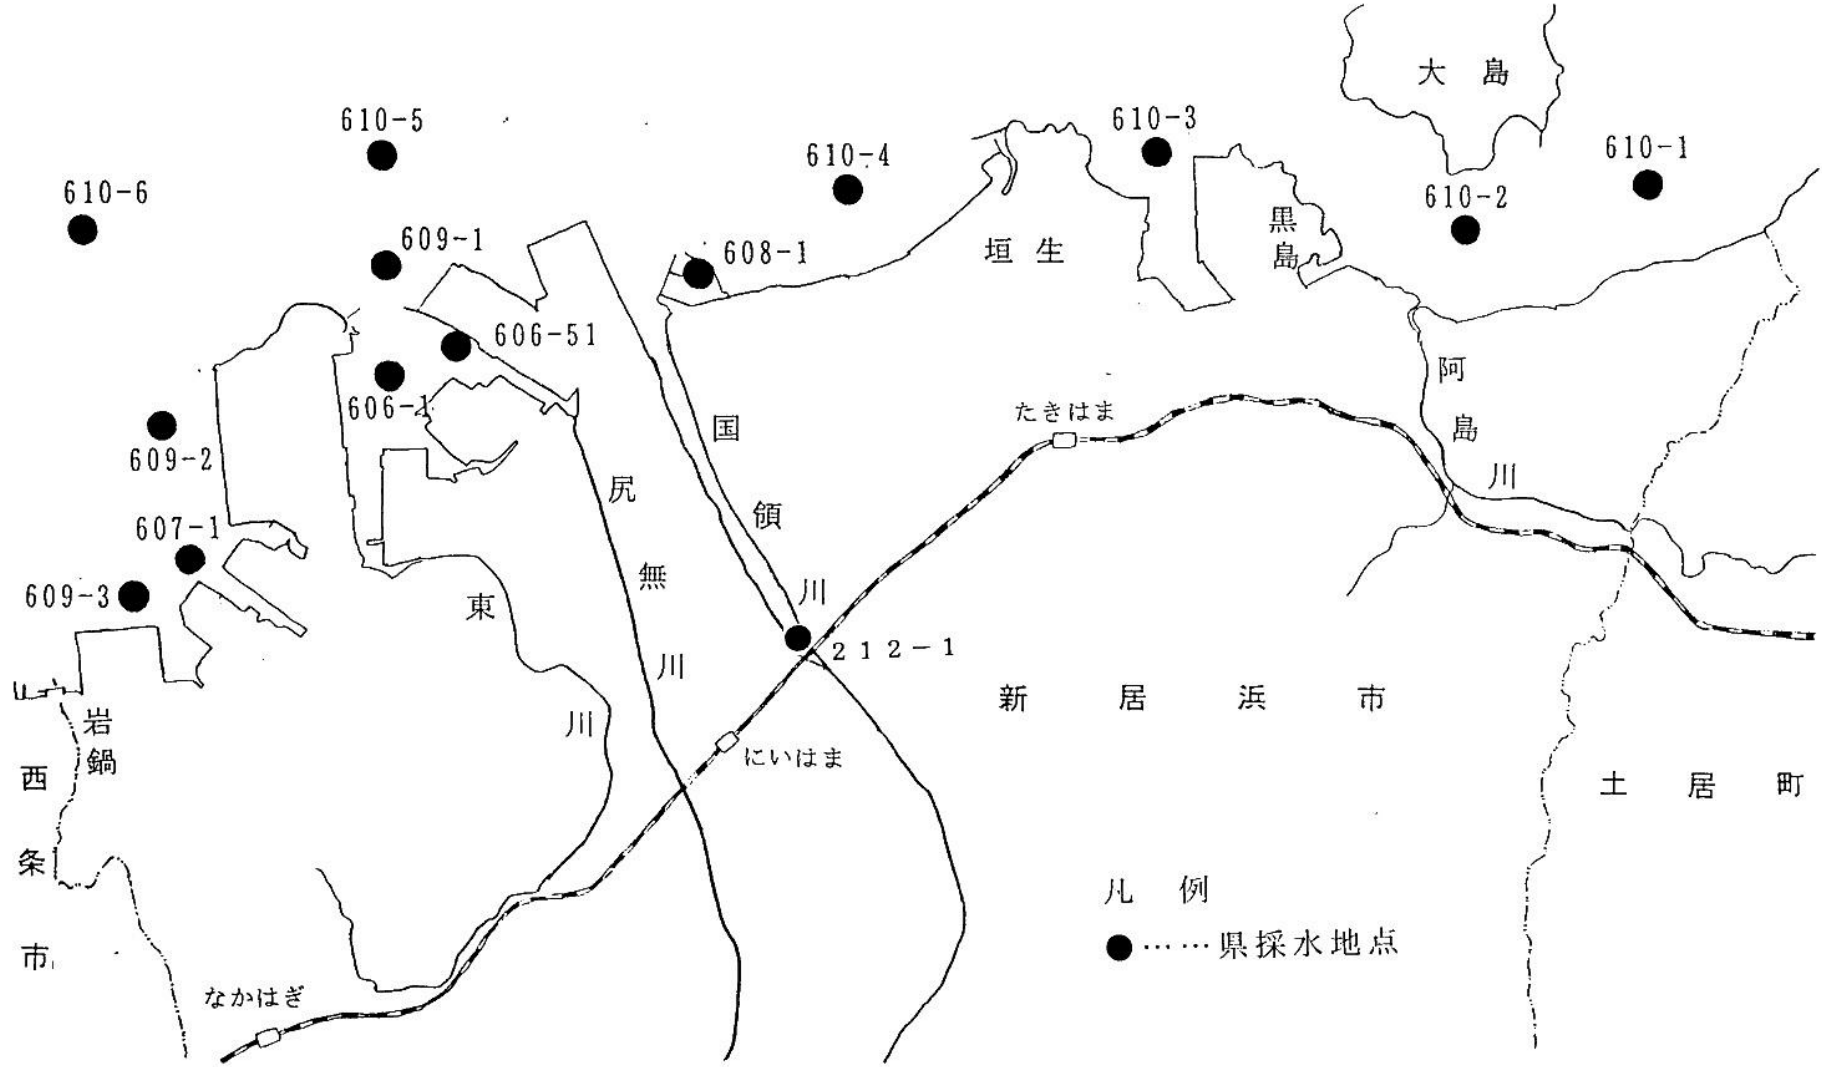 大島
610-5
610-3
610-4
610-1
610-6
610-2
609-1
608-1
垣生
黒島
606-51
606-1
阿島川
たきはま
国領川
609-2
尻無川
607-1
609-3
東川
212-1
新居浜市
岩鍋
にいはま
西条市
土居町
凡例
●……県採水地点
なかはぎ